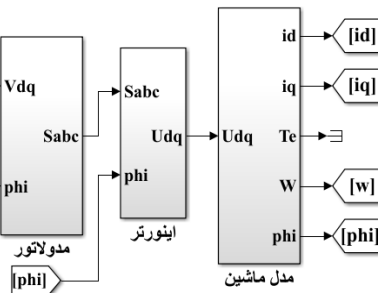 id
[id]
Vdq
Sabc
iq
[iq]
Sabc
Udq
Udq
Te
phi
phi
W
[w]
phi
[phi]
مدولاتور
اینورتر
[phi]
مدل ماشین